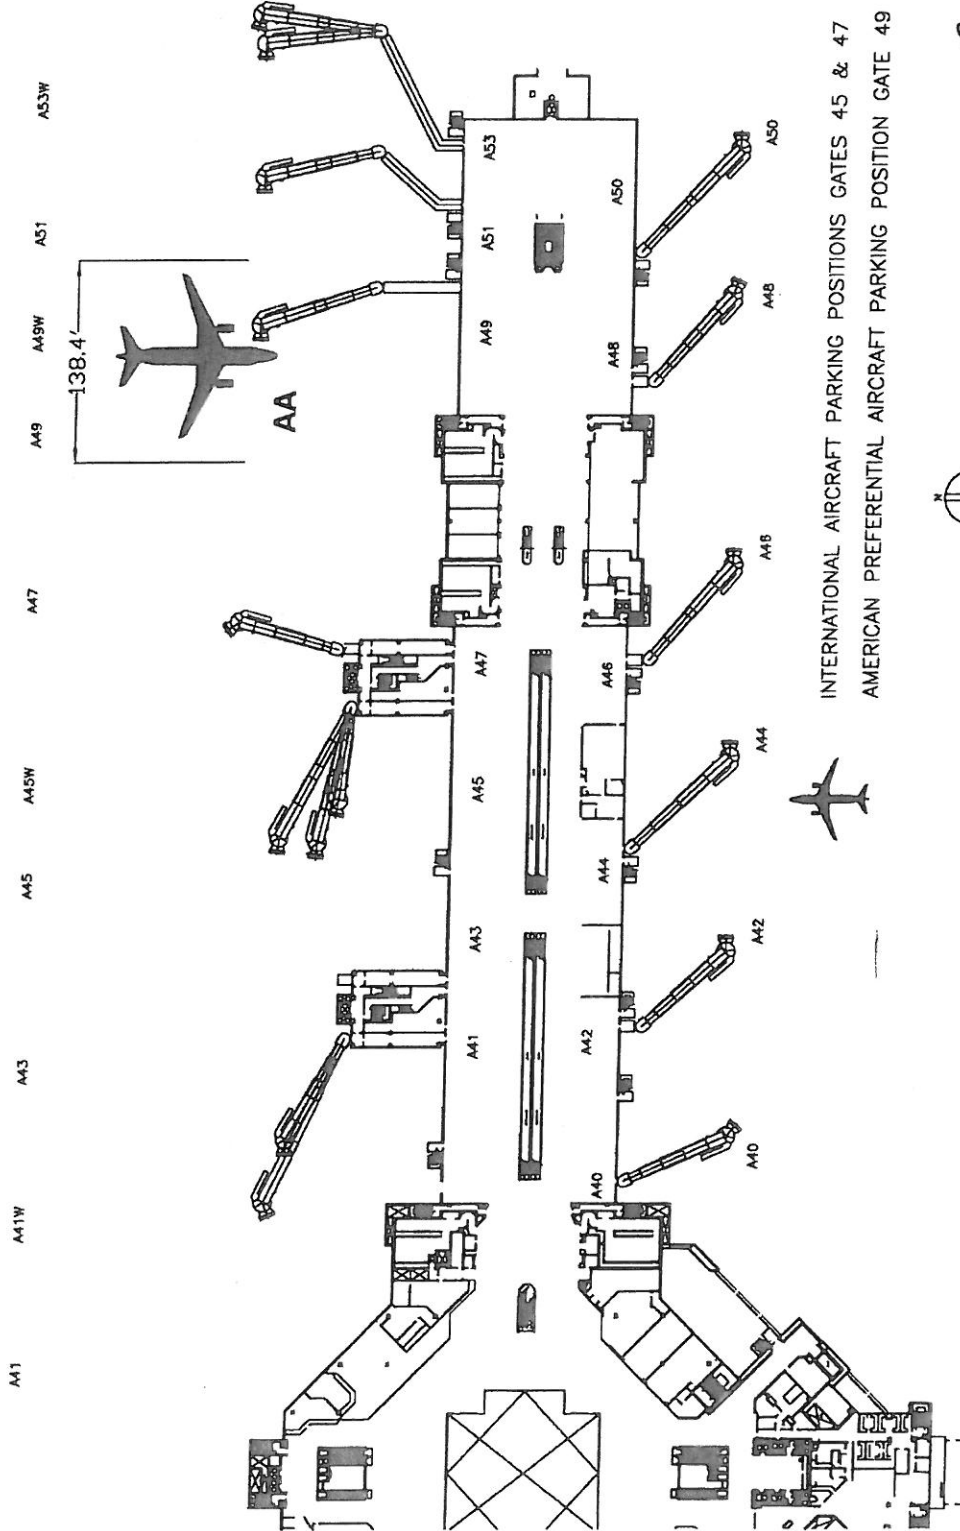 A41
A41W
A43
A45
A45W
A47
A49
A49W
A51
A53W
138.4'
AA
A41
A43
A45
A47
A49
A51
A53
A40
A42
A44
A46
A48
A50
A40
A42
A44
A46
A48
A50
INTERNATIONAL AIRCRAFT PARKING POSITIONS GATES 45 & 47
AMERICAN PREFERENTIAL AIRCRAFT PARKING POSITION GATE 49
N